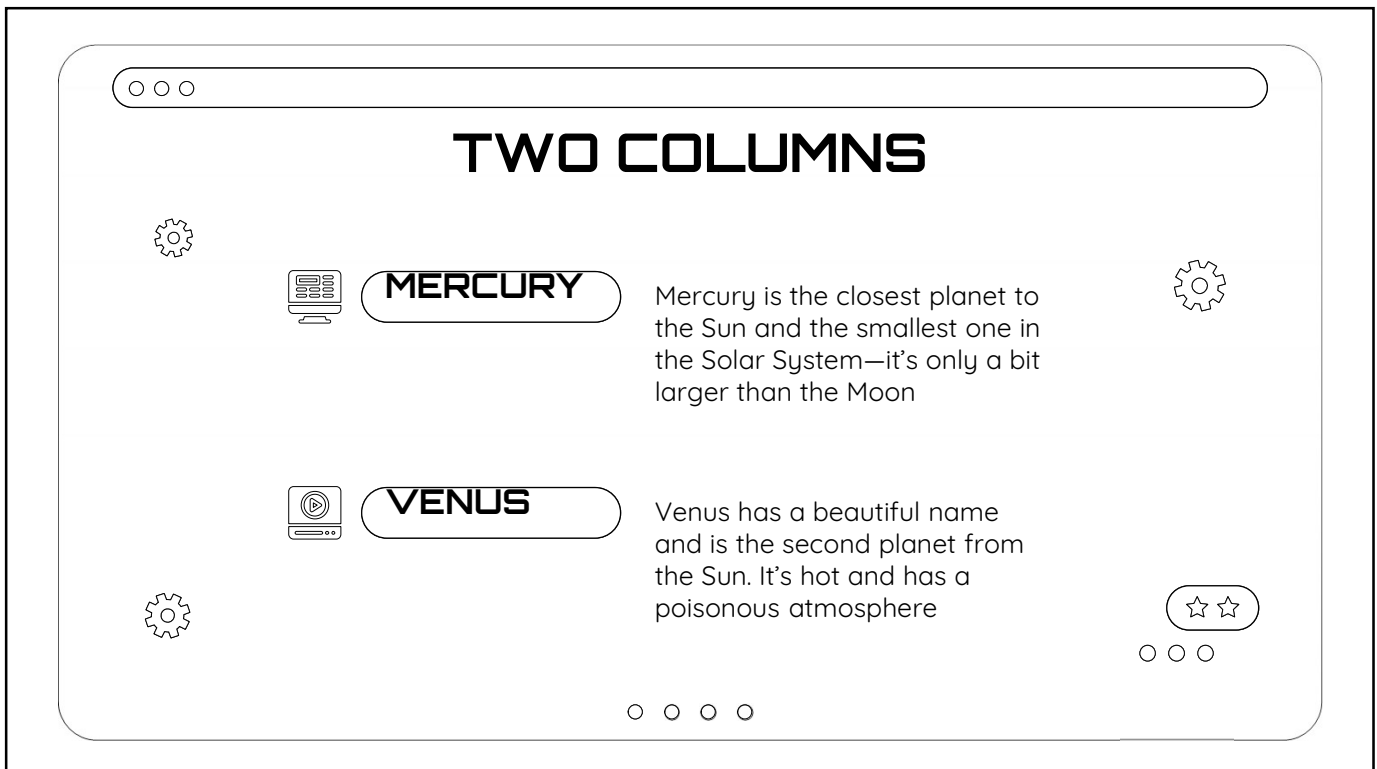 TWO COLUMNS
MERCURY
Mercury is the closest planet to
the Sun and the smallest one in
the Solar System—it’s only a bit
larger than the Moon
VENUS
Venus has a beautiful name
and is the second planet from
the Sun. It’s hot and has a
poisonous atmosphere